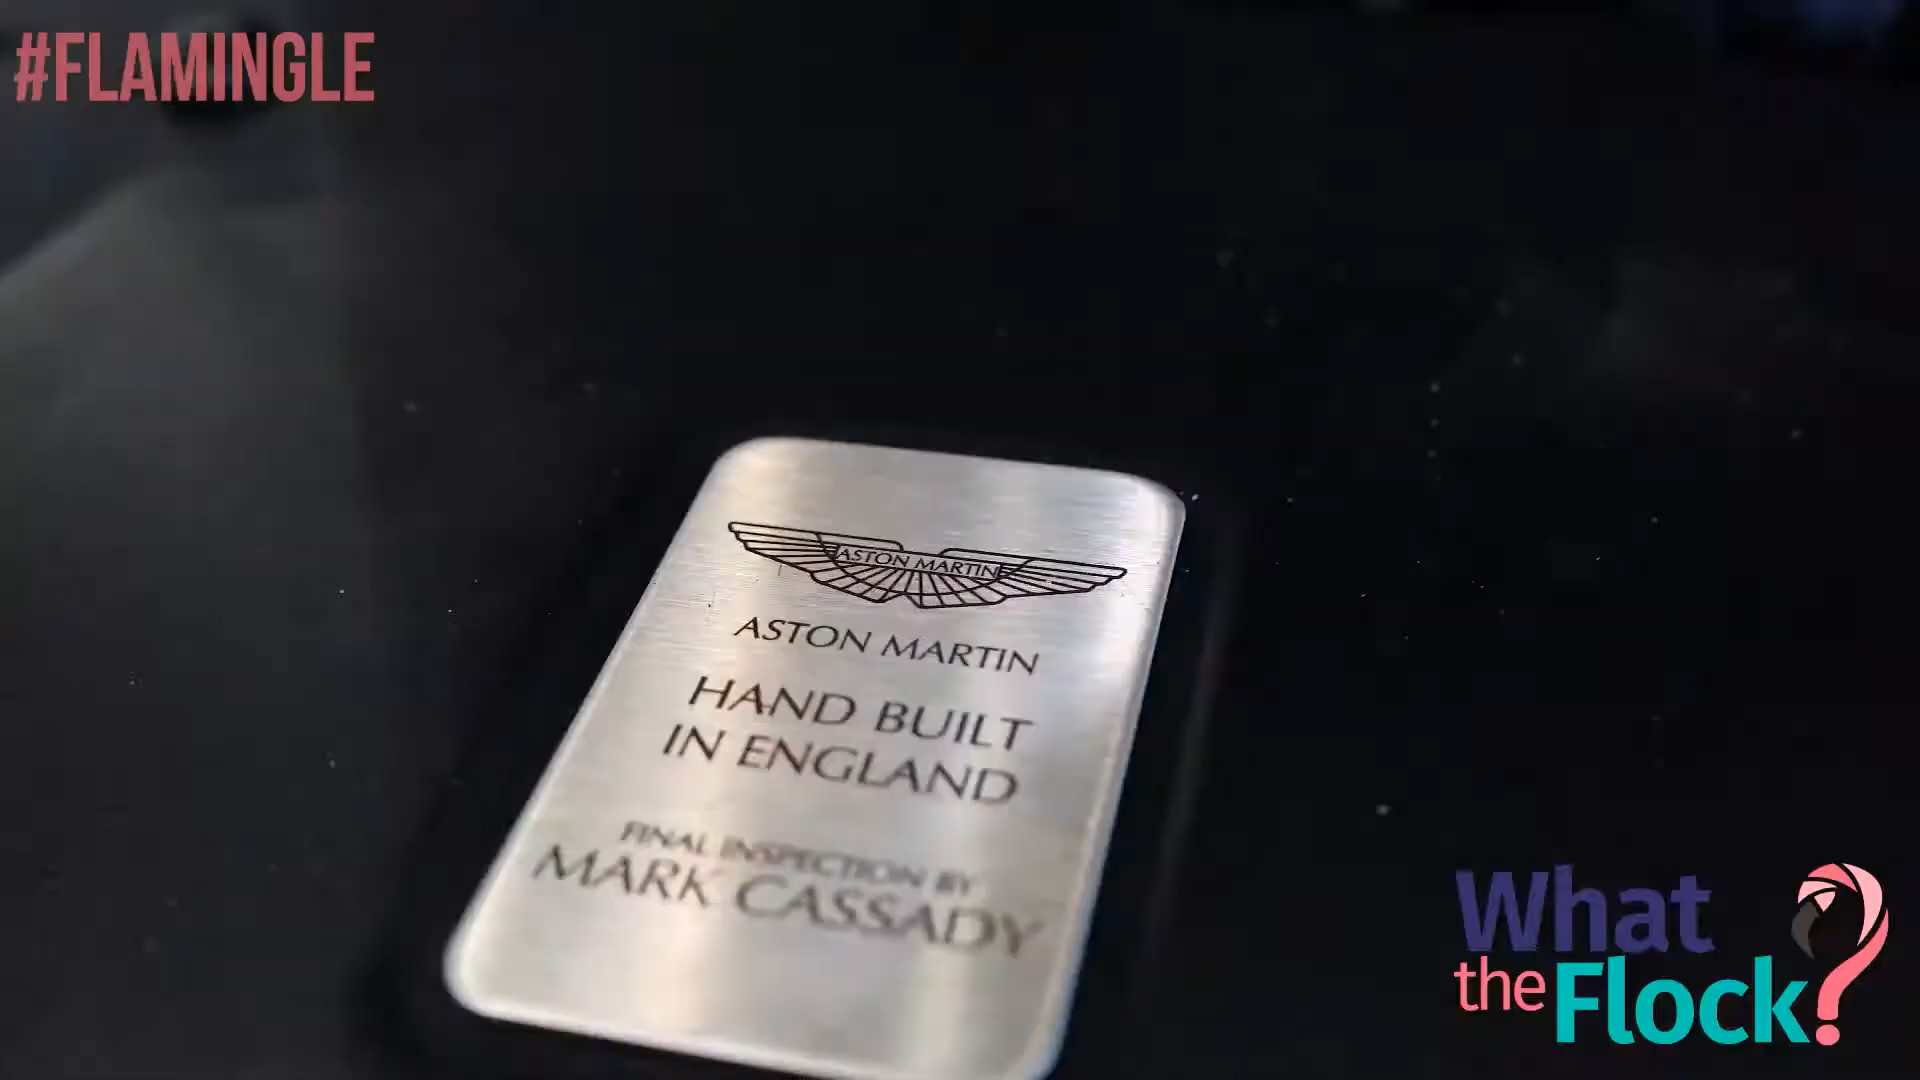 #FLAMINGLE
ASTON MARTIN
ASTON MARTIN
HAND BUILT
IN ENGLAND
FINAL INSPECTION BY
MARK CASSADY
What
the Flock?